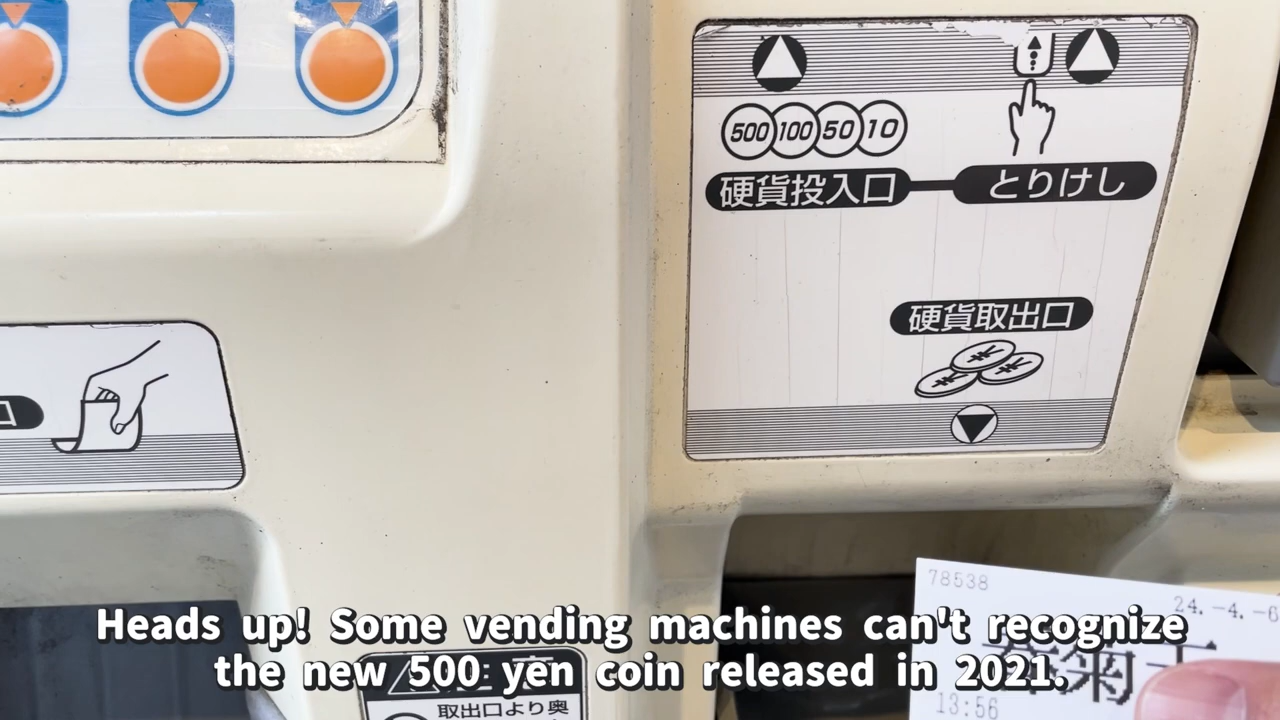 500 100 50 10
硬貨投入口
とりけし
硬貨取出口
口
78538
24.-4.-6
菊
13:56
取出口より奥
Heads up! Some vending machines can't recognize
the new 500 yen coin released in 2021.